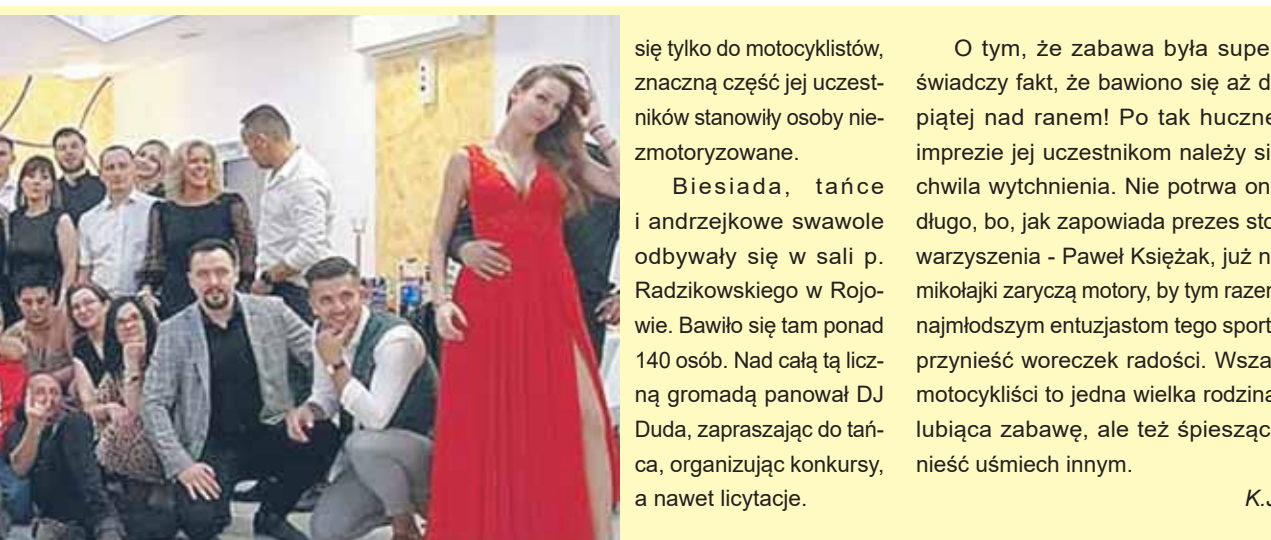 się tylko do motocyklistów,
znaczną część jej uczest-
ników stanowiły osoby nie-
zmotoryzowane.
Biesiada, tańce
i andrzejkowe swawole
odbywały się w sali p.
Radzikowskiego w Rojo-
wie. Bawiło się tam ponad
140 osób. Nad całą tą licz-
ną gromadą panował DJ
Duda, zapraszając do tań-
ca, organizując konkursy,
a nawet licytacje.
O tym, że zabawa była supe
świadczy fakt, że bawiono się aż d
piątej nad ranem! Po tak huczne
imprezie jej uczestnikom należy si
chwila wytchnienia. Nie potrwa on
długo, bo, jak zapowiada prezes sto
warzyszenia - Paweł Księżak, już n
mikołajki zaryczą motory, by tym razem
najmłodszym entuzjastom tego sport
przynieść woreczek radości. Wsza
motocykliści to jedna wielka rodzina
lubiąca zabawę, ale też śpiesząc
nieść uśmiech innym.
K.J